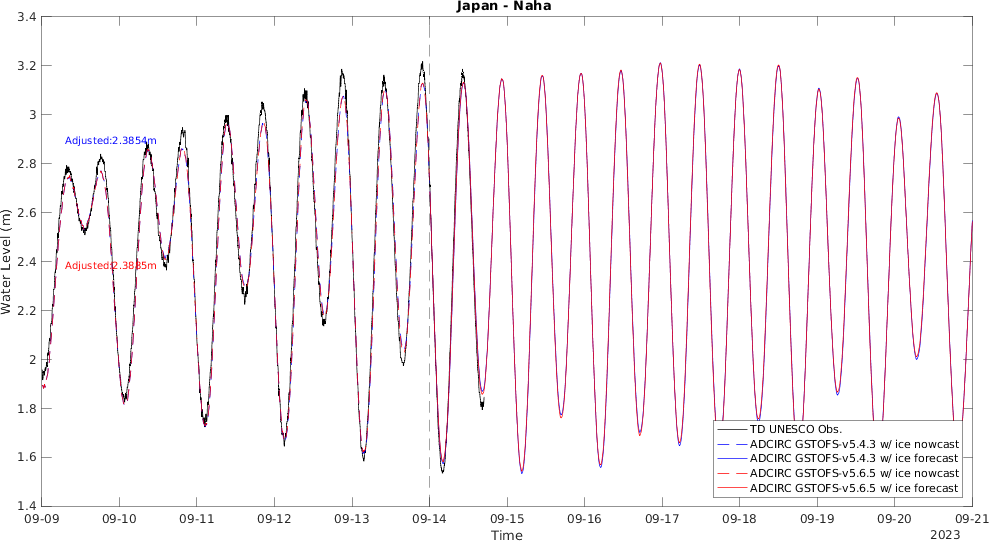 Japan - Naha
3.4
3.2
3
2.8
2.6
2.4
2.2
2
1.8
1.6
1.4
Water Level (m)
Adjusted:2.3854m
Adjusted:2.3835m
TD UNESCO Obs.
ADCIRC GSTOFS-v5.4.3 w/ ice nowcast
ADCIRC GSTOFS-v5.4.3 w/ ice forecast
ADCIRC GSTOFS-v5.6.5 w/ ice nowcast
ADCIRC GSTOFS-v5.6.5 w/ ice forecast
09-09 09-10 09-11 09-12 09-13 09-14 09-15 09-16 09-17 09-18 09-19 09-20 09-21
Time
2023